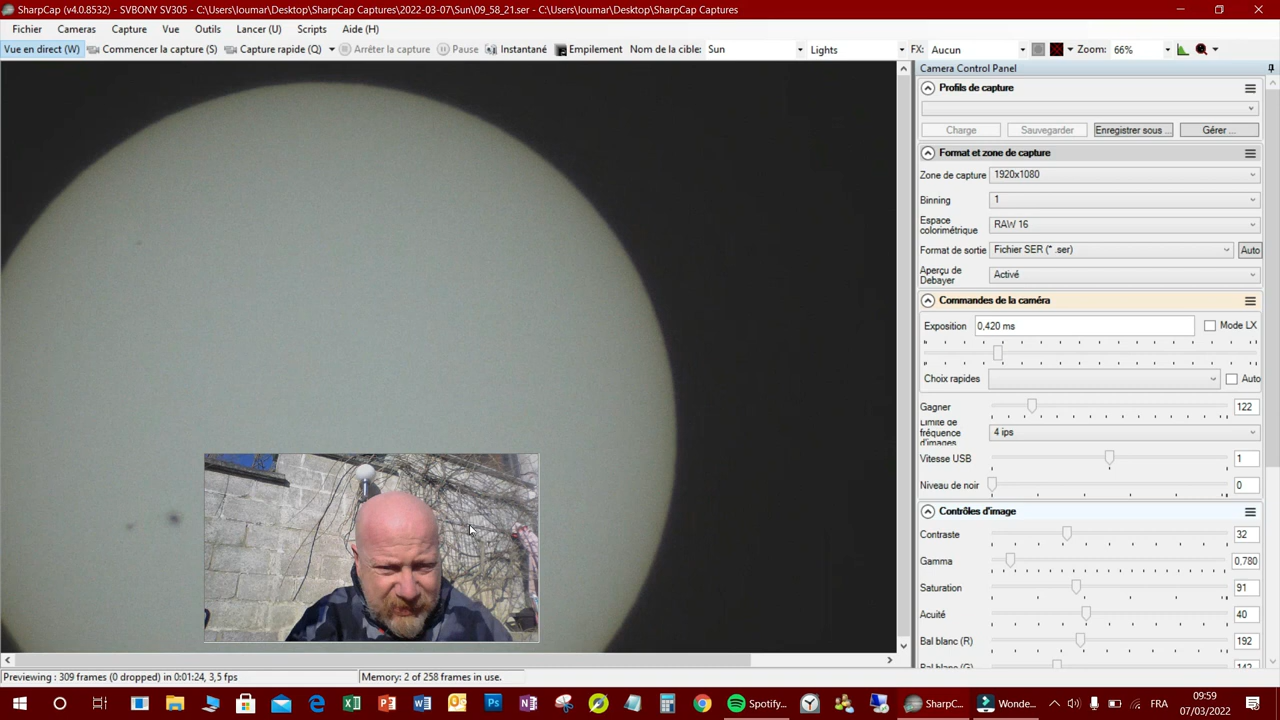 SharpCap (v4.0.8532) - SVBONY SV305 - C:\Users\loumar\Desktop\SharpCap Captures\2022-03-07\Sun\09_58_21.ser - C:\Users\loumar\Desktop\SharpCap Captures
Fichier Cameras Capture Vue Outils Lancer (U) Scripts Aide (H)
Vue en direct (W) Commencer la capture (S) Capture rapide (Q) Arrêter la capture Pause Instantané Empilement Nom de la cible: Sun Lights FX: Aucun Zoom: 66%
Camera Control Panel
Profils de capture
Charge Sauvegarder Enregistrer sous ... Gérer ...
Format et zone de capture
Zone de capture 1920x1080
Binning 1
Espace colorimétrique RAW 16
Format de sortie Fichier SER (* .ser) Auto
Aperçu de Debayer Activé
Commandes de la caméra
Exposition 0,420 ms Mode LX
Choix rapides Auto
Gagner 122
Limite de fréquence d'images 4 ips
Vitesse USB 1
Niveau de noir 0
Contrôles d'image
Contraste 32
Gamma 0,780
Saturation 91
Acuité 40
Bal blanc (R) 192
Bal blanc (G) 142
Previewing : 309 frames (0 dropped) in 0:01:24, 3,5 fps Memory: 2 of 258 frames in use.
Spotify... SharpC... Wonde... FRA 09:59
07/03/2022